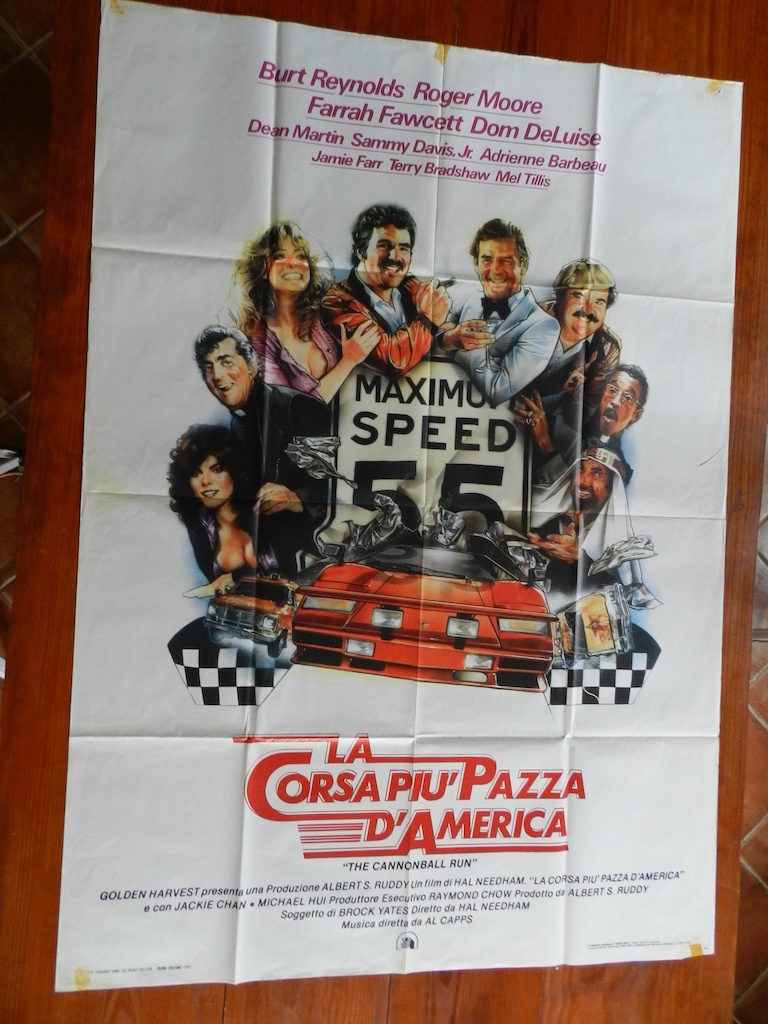 Burt Reynolds Roger Moore
Farrah Fawcett Dom DeLuise
Dean Martin Sammy Davis, Jr. Adrienne Barbeau
Jamie Farr Terry Bradshaw Mel Tillis
MAXIMU
SPEED
55
LA
CORSA PIU' PAZZA
D'AMERICA
"THE CANNONBALL RUN"
GOLDEN HARVEST presenta una Produzione ALBERT S. RUDDY Un film di HAL NEEDHAM. "LA CORSA PIU' PAZZA D'AMERICA"
e con JACKIE CHAN • MICHAEL HUI Produttore Esecutivo RAYMOND CHOW Prodotto da ALBERT S. RUDDY
Soggetto di BROCK YATES Diretto da HAL NEEDHAM
Musica diretta da AL CAPPS